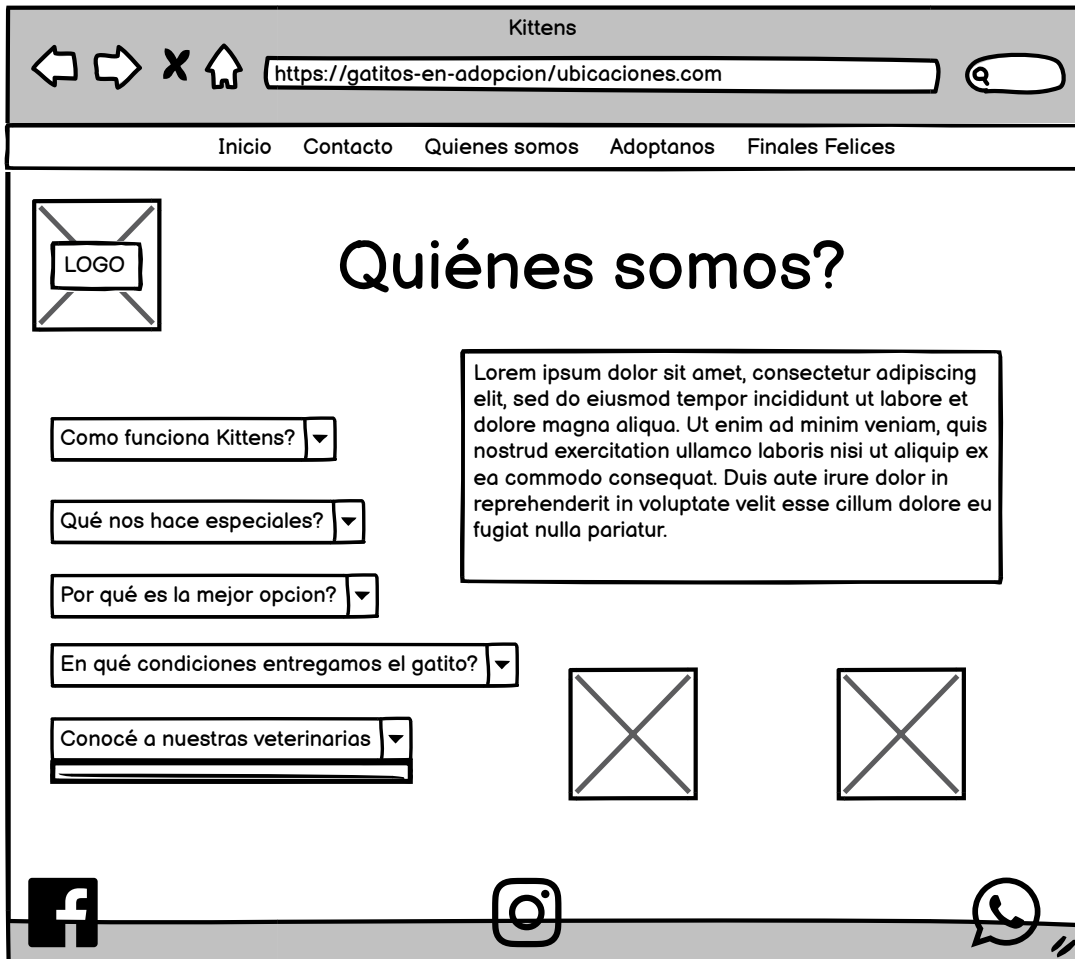 Kittens
https://gatitos-en-adopcion/ubicaciones.com
Inicio Contacto Quienes somos Adoptanos Finales Felices
LOGO
Quiénes somos?
Lorem ipsum dolor sit amet, consectetur adipiscing
elit, sed do eiusmod tempor incididunt ut labore et
dolore magna aliqua. Ut enim ad minim veniam, quis
nostrud exercitation ullamco laboris nisi ut aliquip ex
ea commodo consequat. Duis aute irure dolor in
reprehenderit in voluptate velit esse cillum dolore eu
fugiat nulla pariatur.
Como funciona Kittens?
Qué nos hace especiales?
Por qué es la mejor opcion?
En qué condiciones entregamos el gatito?
Conocé a nuestras veterinarias